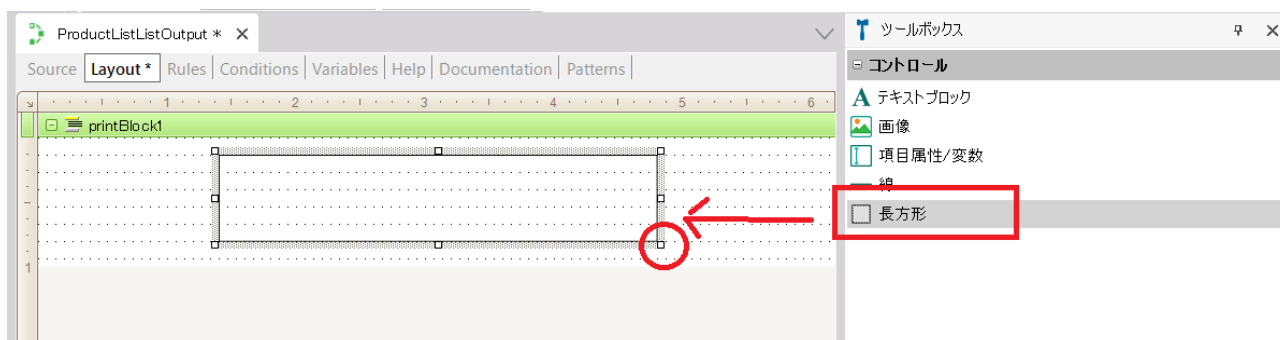 ProductListListOutput *
Source Layout * Rules Conditions Variables Help Documentation Patterns
1 2 3 4 5 6
printBlock1
1
ツールボックス
コントロール
テキストブロック
画像
項目属性/変数
線
長方形